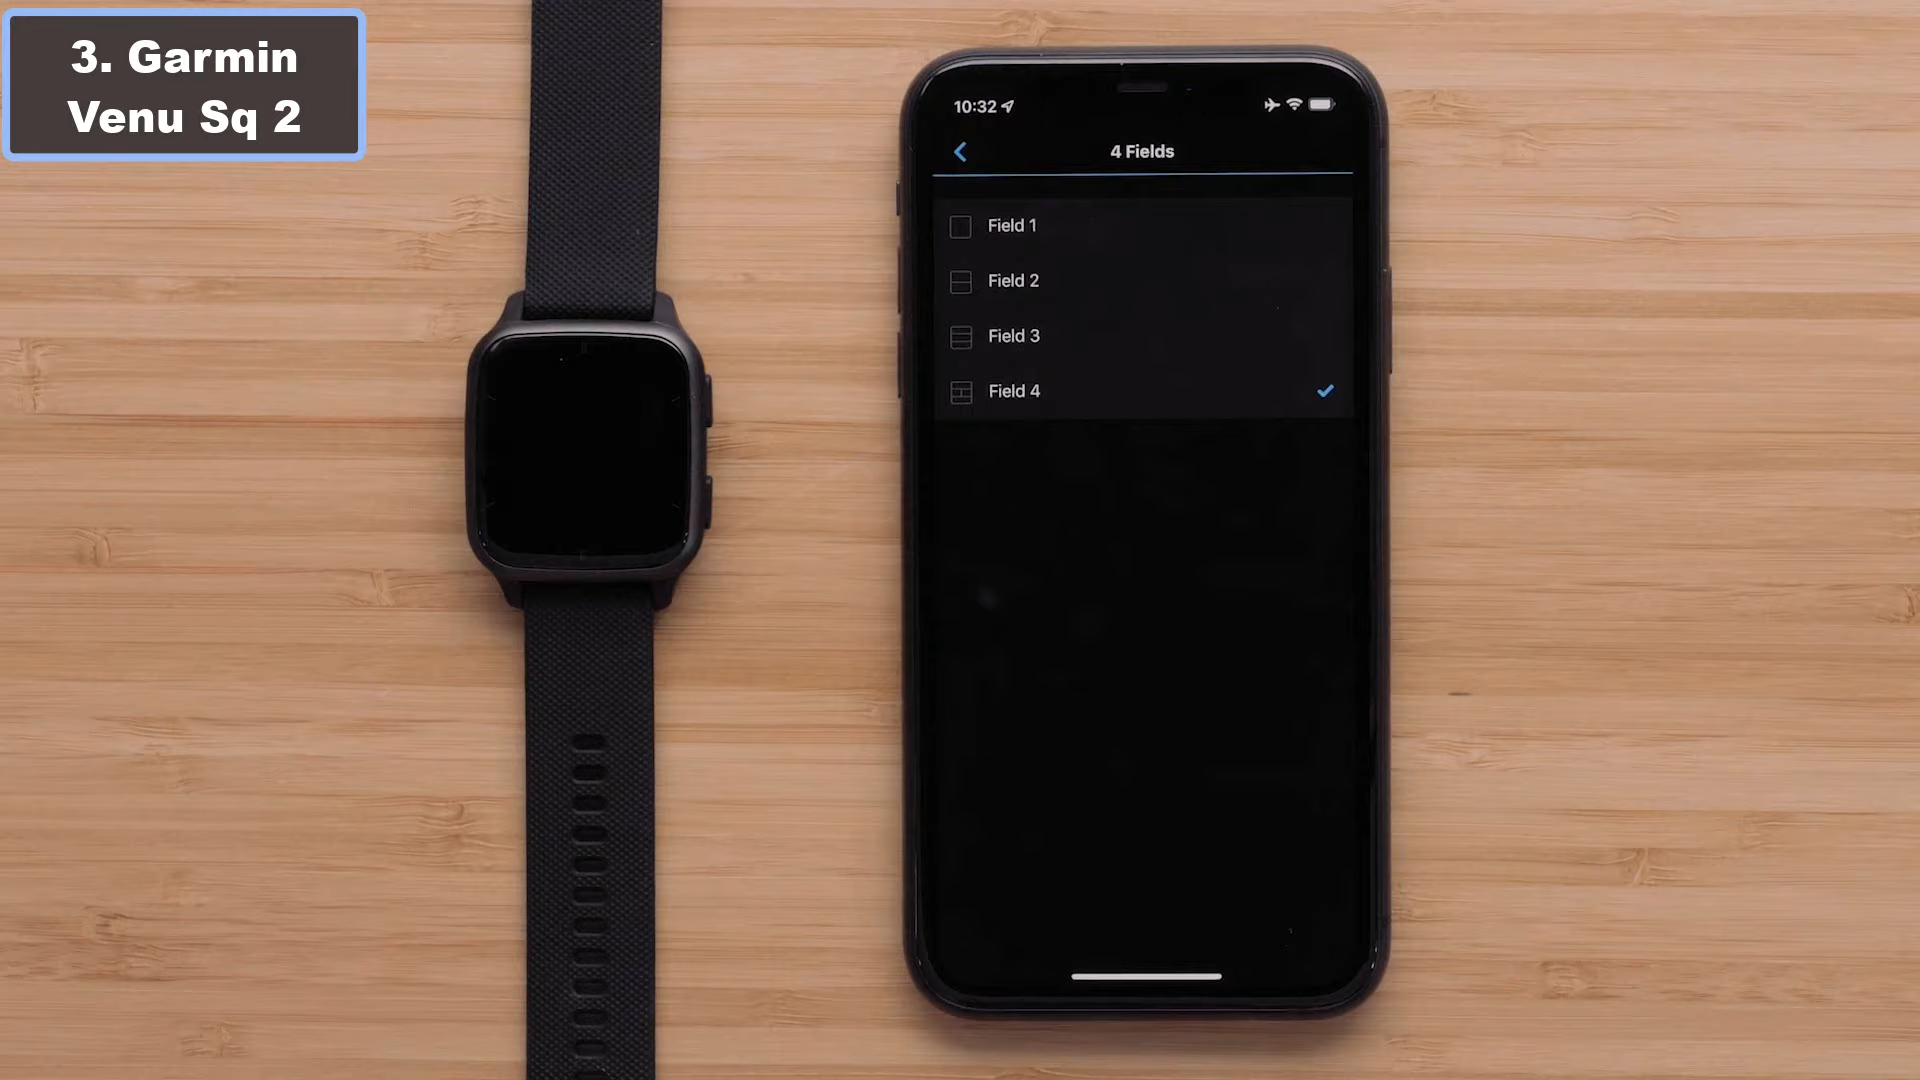 3. Garmin
Venu Sq 2
10:32
4 Fields
Field 1
Field 2
Field 3
Field 4